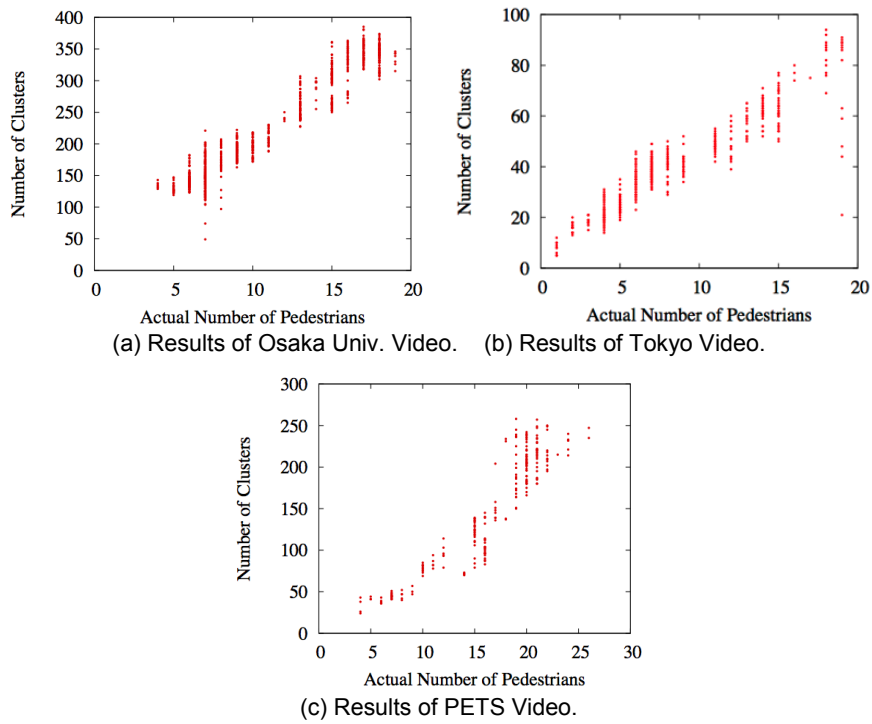 400
350
300
250
200
150
100
50
0
Number of Clusters
0 5 10 15 20
Actual Number of Pedestrians
(a) Results of Osaka Univ. Video.
100
80
60
40
20
0
Number of Clusters
0 5 10 15 20
Actual Number of Pedestrians
(b) Results of Tokyo Video.
300
250
200
150
100
50
0
Number of Clusters
0 5 10 15 20 25 30
Actual Number of Pedestrians
(c) Results of PETS Video.